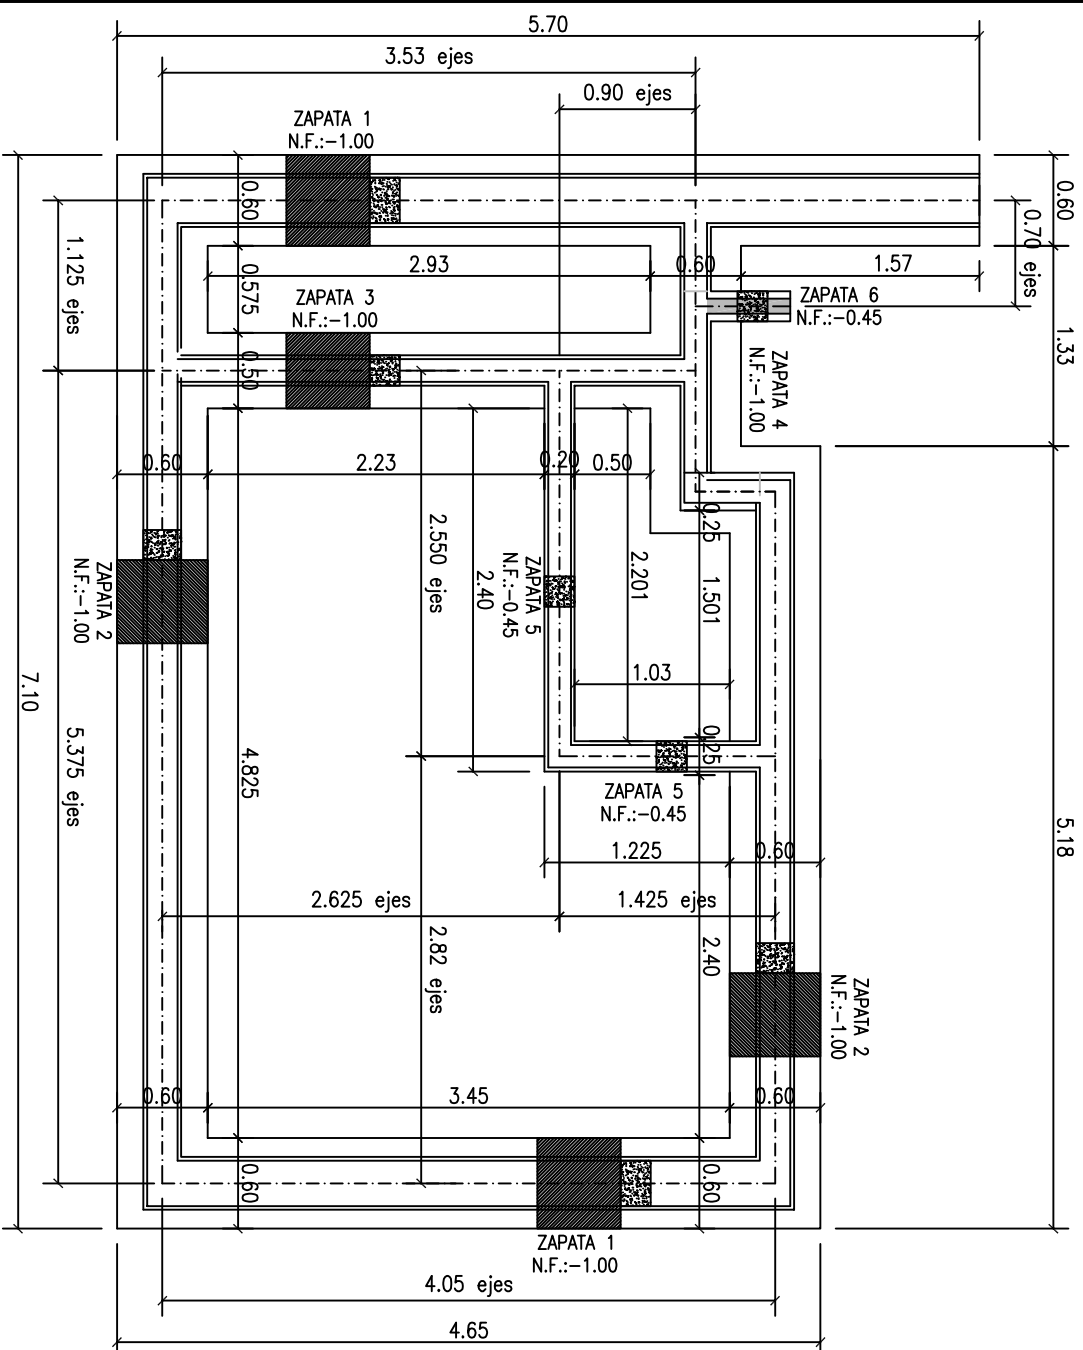 5.70
3.53 ejes
0.90 ejes
ZAPATA 1
N.F.:-1.00
0.60
0.60
0.70 ejes
1.125 ejes
0.575
2.93
0.60
1.57
ZAPATA 3
N.F.:-1.00
ZAPATA 6
N.F.:-0.45
1.33
0.50
ZAPATA 4
N.F.:-1.00
0.60
2.23
0.20
0.50
0.25
2.550 ejes
2.40
ZAPATA 5
N.F.:-0.45
2.201
1.501
ZAPATA 2
N.F.:-1.00
1.03
7.10
5.375 ejes
4.825
0.25
ZAPATA 5
N.F.:-0.45
5.18
1.225
0.60
2.625 ejes
1.425 ejes
2.82 ejes
2.40
ZAPATA 2
N.F.:-1.00
0.60
3.45
0.60
0.60
0.60
ZAPATA 1
N.F.:-1.00
4.05 ejes
4.65